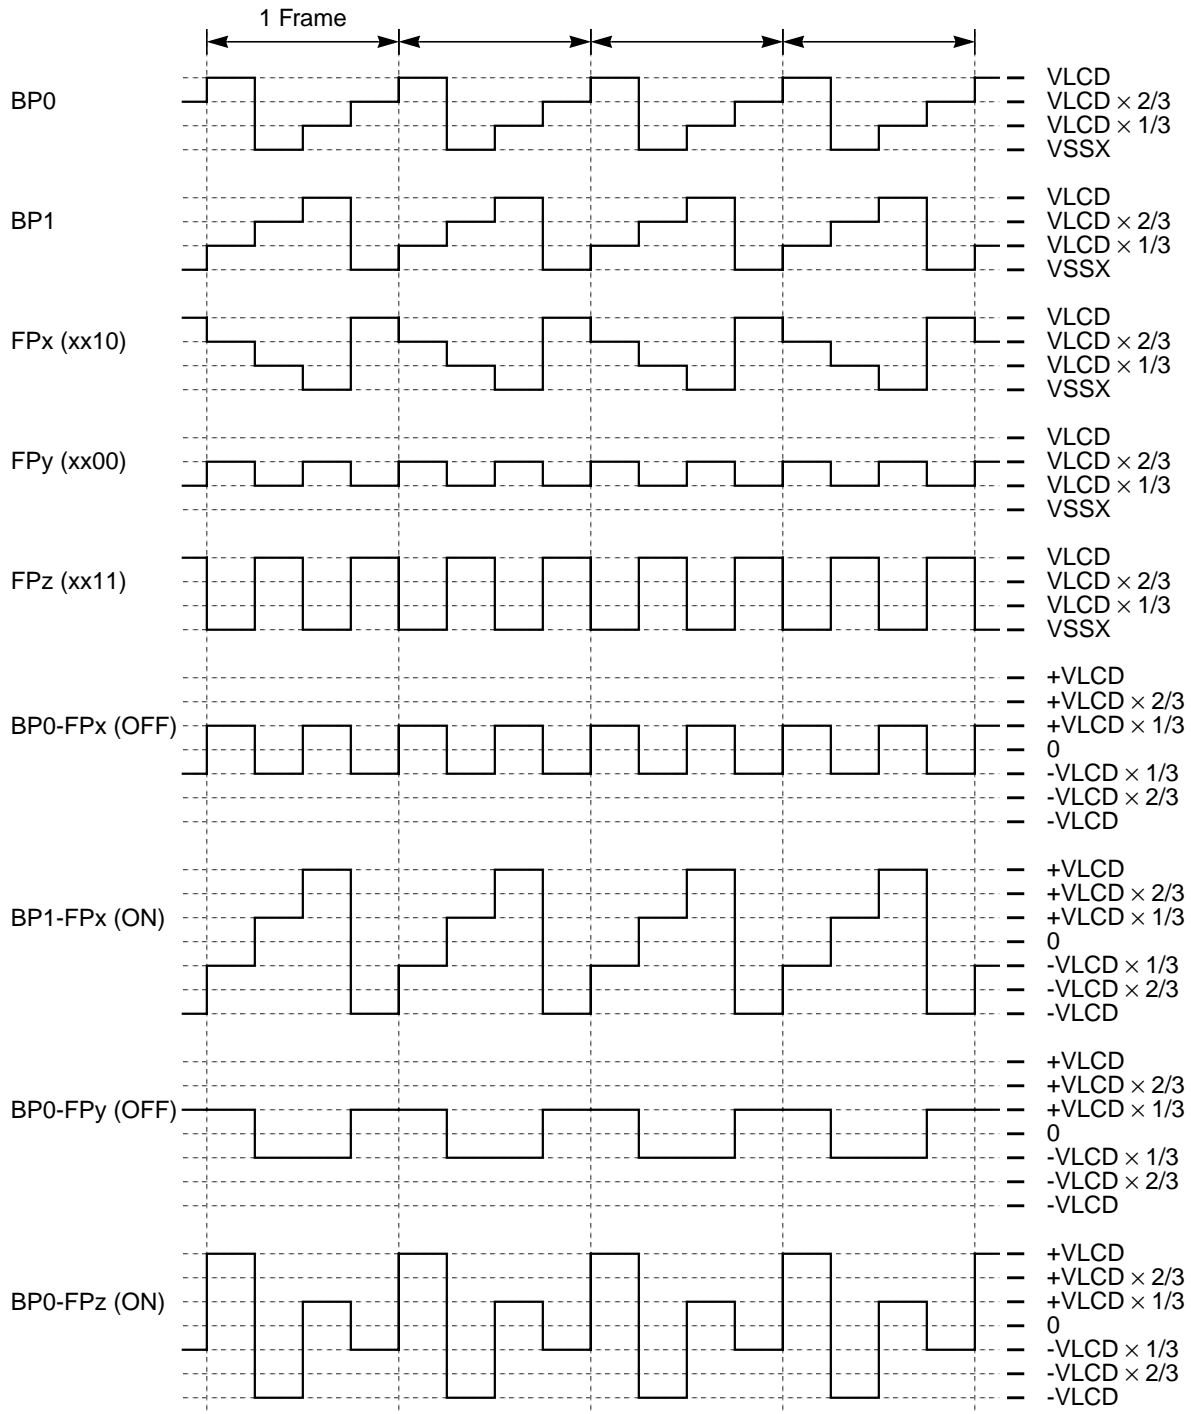 1 Frame
BP0
VLCD
VLCD × 2/3
VLCD × 1/3
VSSX
BP1
VLCD
VLCD × 2/3
VLCD × 1/3
VSSX
FPx (xx10)
VLCD
VLCD × 2/3
VLCD × 1/3
VSSX
FPy (xx00)
VLCD
VLCD × 2/3
VLCD × 1/3
VSSX
FPz (xx11)
VLCD
VLCD × 2/3
VLCD × 1/3
VSSX
BP0-FPx (OFF)
+VLCD
+VLCD × 2/3
+VLCD × 1/3
0
-VLCD × 1/3
-VLCD × 2/3
-VLCD
BP1-FPx (ON)
+VLCD
+VLCD × 2/3
+VLCD × 1/3
0
-VLCD × 1/3
-VLCD × 2/3
-VLCD
BP0-FPy (OFF)
+VLCD
+VLCD × 2/3
+VLCD × 1/3
0
-VLCD × 1/3
-VLCD × 2/3
-VLCD
BP0-FPz (ON)
+VLCD
+VLCD × 2/3
+VLCD × 1/3
0
-VLCD × 1/3
-VLCD × 2/3
-VLCD